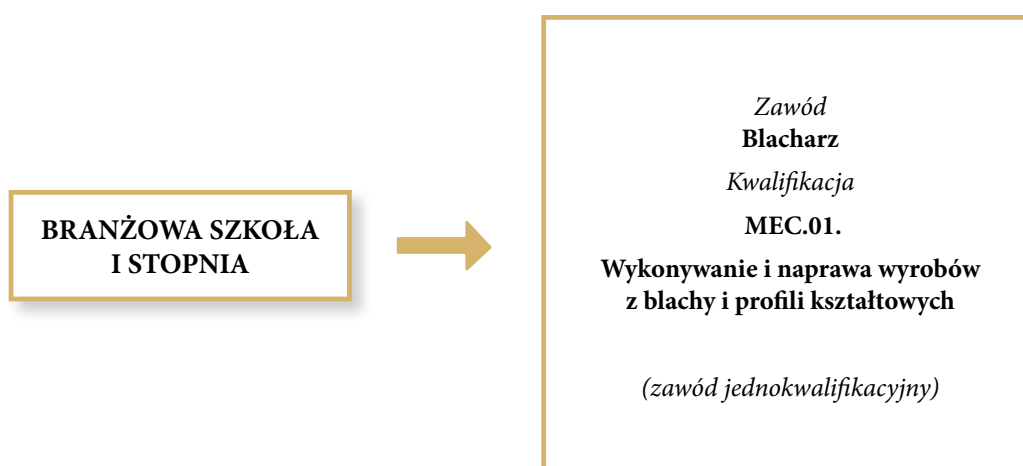 BRANŻOWA SZKOŁA
I STOPNIA
Zawód
Blacharz
Kwalifikacja
MEC.01.
Wykonywanie i naprawa wyrobów
z blachy i profili kształtowych
(zawód jednokwalifikacyjny)